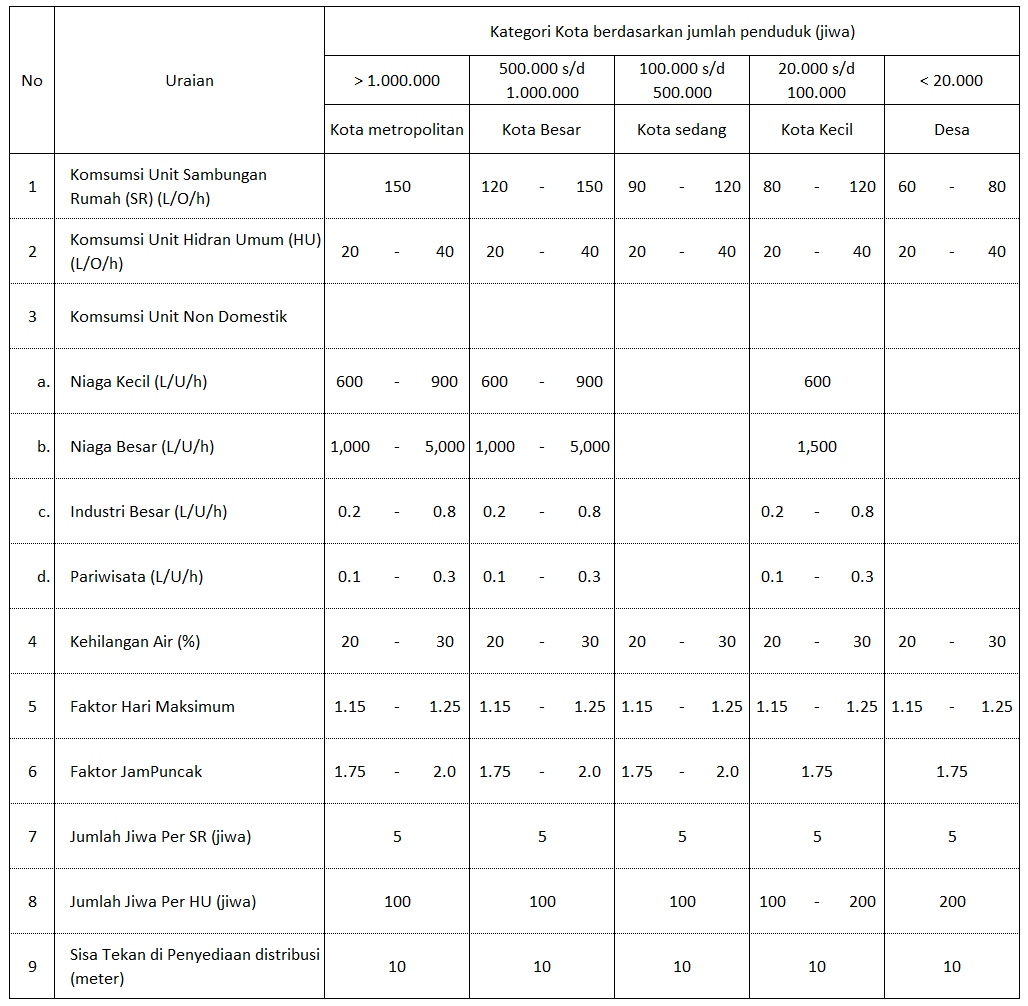 No
Uraian
Kategori Kota berdasarkan jumlah penduduk (jiwa)
> 1.000.000
500.000 s/d
1.000.000
100.000 s/d
500.000
20.000 s/d
100.000
< 20.000
Kota metropolitan
Kota Besar
Kota sedang
Kota Kecil
Desa
1
Komsumsi Unit Sambungan
Rumah (SR) (L/O/h)
150
120 - 150
90 - 120
80 - 120
60 - 80
2
Komsumsi Unit Hidran Umum (HU)
(L/O/h)
20 - 40
20 - 40
20 - 40
20 - 40
20 - 40
3
Komsumsi Unit Non Domestik
a.
Niaga Kecil (L/U/h)
600 - 900
600 - 900
600
b.
Niaga Besar (L/U/h)
1,000 - 5,000
1,000 - 5,000
1,500
c.
Industri Besar (L/U/h)
0.2 - 0.8
0.2 - 0.8
0.2 - 0.8
d.
Pariwisata (L/U/h)
0.1 - 0.3
0.1 - 0.3
0.1 - 0.3
4
Kehilangan Air (%)
20 - 30
20 - 30
20 - 30
20 - 30
20 - 30
5
Faktor Hari Maksimum
1.15 - 1.25
1.15 - 1.25
1.15 - 1.25
1.15 - 1.25
1.15 - 1.25
6
Faktor JamPuncak
1.75 - 2.0
1.75 - 2.0
1.75 - 2.0
1.75
1.75
7
Jumlah Jiwa Per SR (jiwa)
5
5
5
5
5
8
Jumlah Jiwa Per HU (jiwa)
100
100
100
100 - 200
200
9
Sisa Tekan di Penyediaan distribusi
(meter)
10
10
10
10
10